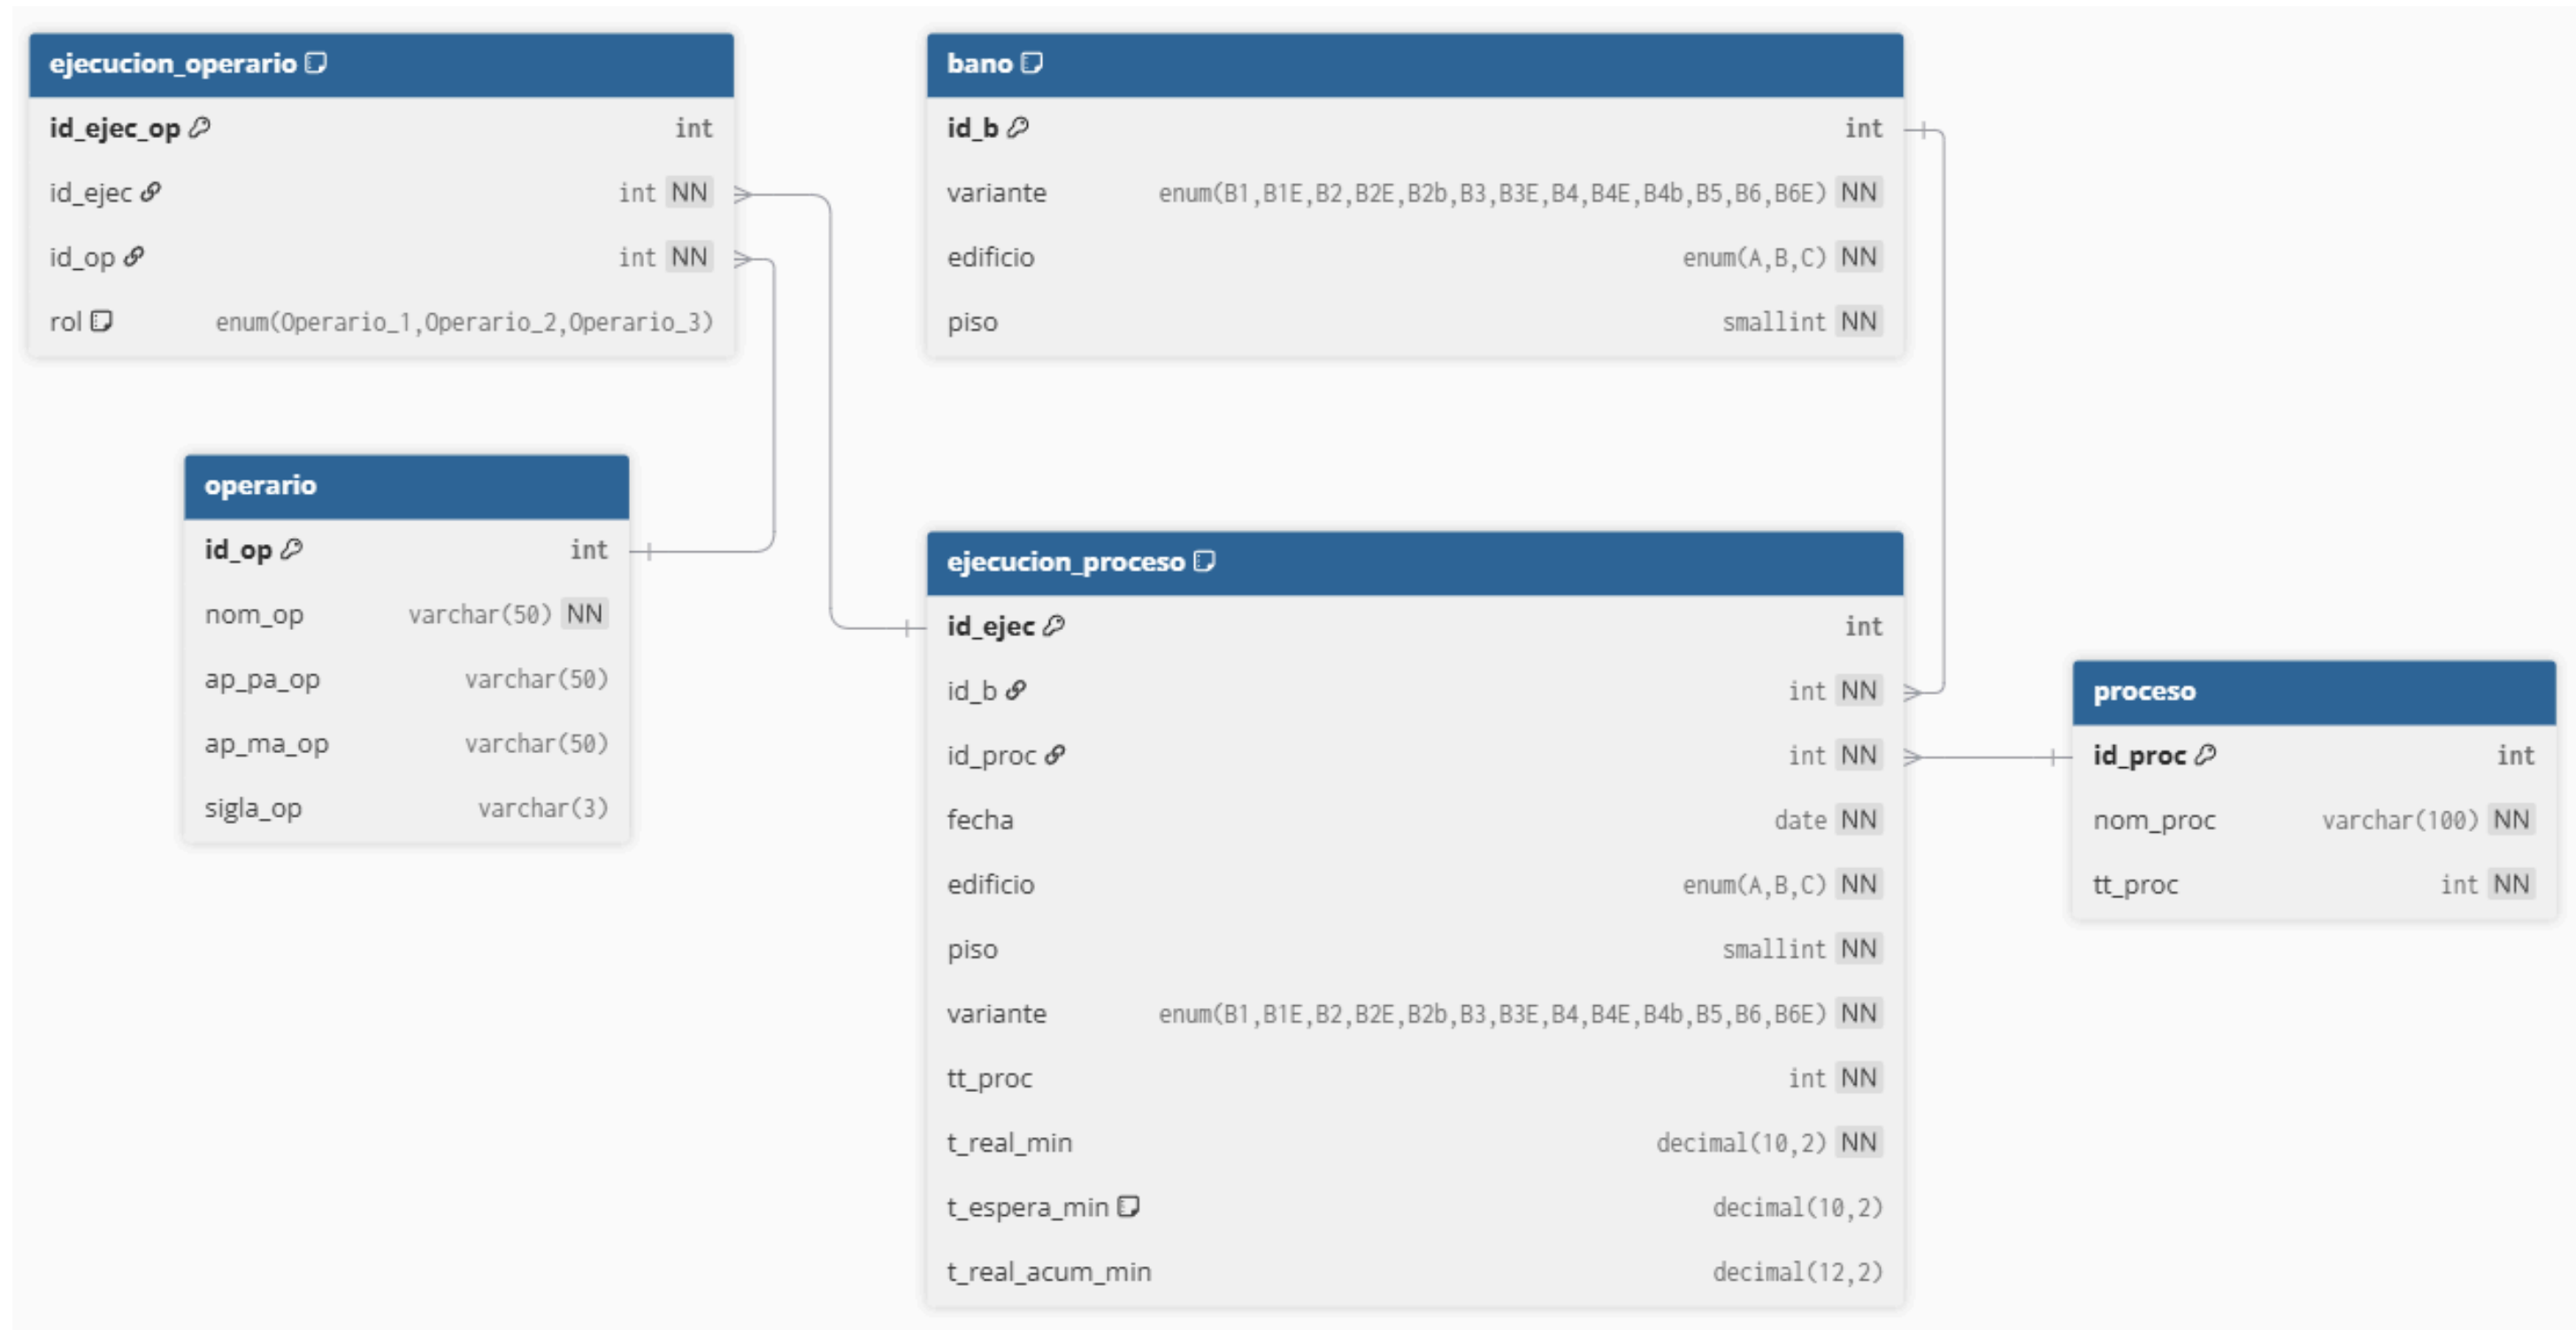 ejecucion_operario
id_ejec_op int
id_ejec int NN
id_op int NN
rol enum(Operario_1,Operario_2,Operario_3)
bano
id_b int
variante enum(B1,B1E,B2,B2E,B2b,B3,B3E,B4,B4E,B4b,B5,B6,B6E) NN
edificio enum(A,B,C) NN
piso smallint NN
operario
id_op int
nom_op varchar(50) NN
ap_pa_op varchar(50)
ap_ma_op varchar(50)
sigla_op varchar(3)
ejecucion_proceso
id_ejec int
id_b int NN
id_proc int NN
fecha date NN
edificio enum(A,B,C) NN
piso smallint NN
variante enum(B1,B1E,B2,B2E,B2b,B3,B3E,B4,B4E,B4b,B5,B6,B6E) NN
tt_proc int NN
t_real_min decimal(10,2) NN
t_espera_min decimal(10,2)
t_real_acum_min decimal(12,2)
proceso
id_proc int
nom_proc varchar(100) NN
tt_proc int NN